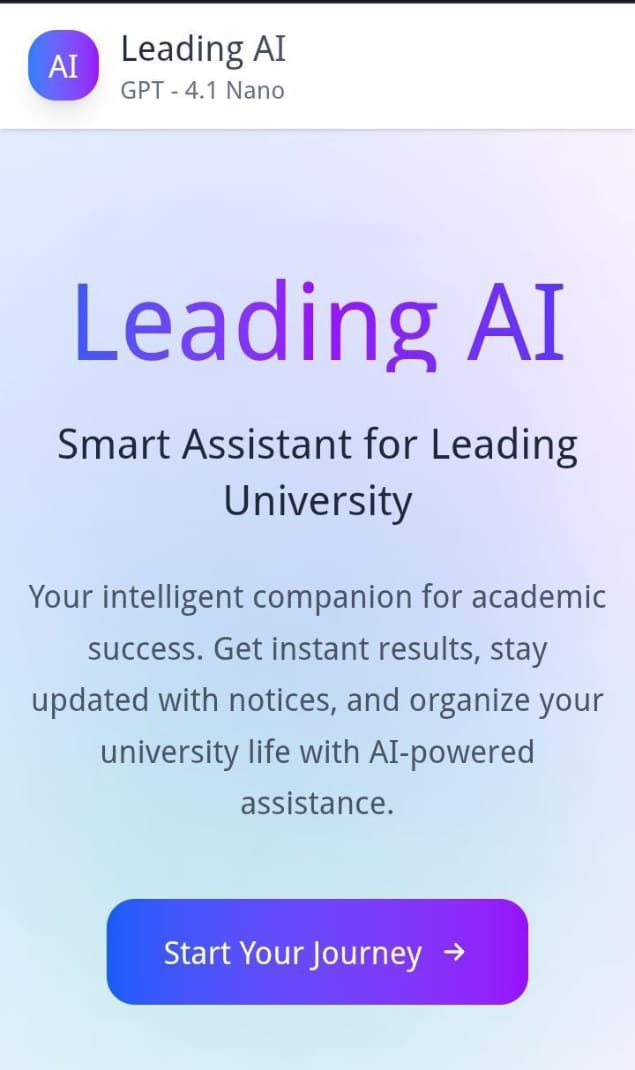 AI
Leading AI
GPT - 4.1 Nano
Leading AI
Smart Assistant for Leading
University
Your intelligent companion for academic
success. Get instant results, stay
updated with notices, and organize your
university life with AI-powered
assistance.
Start Your Journey →